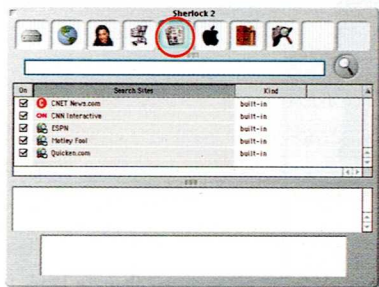 Sherlock 2
On Search Sites Kind
CNET News.com built-in
CNN Interactive built-in
ESPN built-in
Motley Fool built-in
Quicken.com built-in